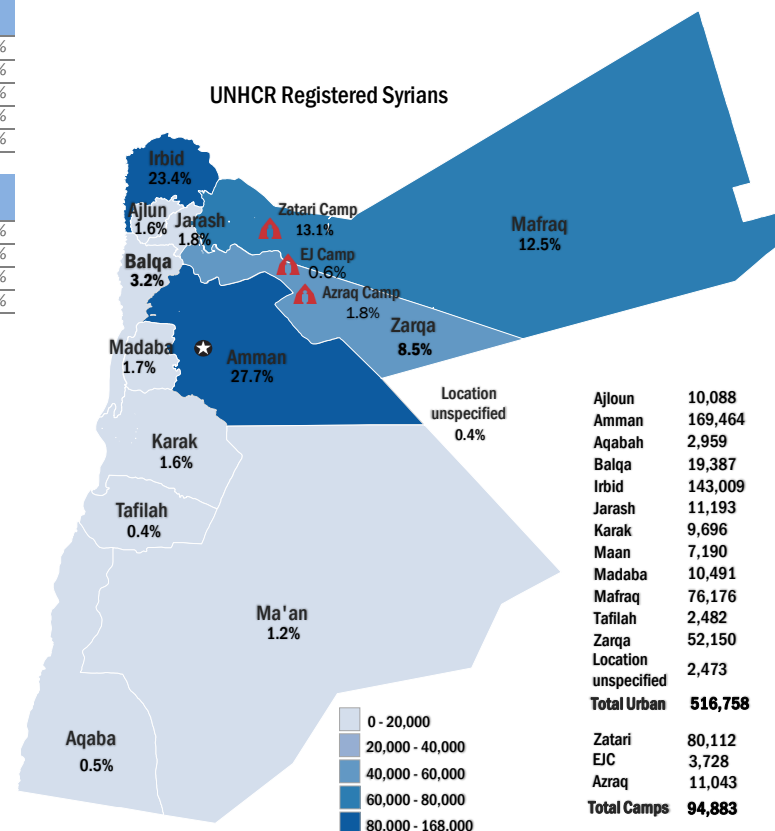 %
%
%
%
%
%
%
%
%
UNHCR Registered Syrians
Irbid
23.4%
Ajlun
1.6%
Jarash
1.8%
Zatari Camp
13.1%
Mafraq
12.5%
EJ Camp
0.6%
Balqa
3.2%
Azraq Camp
1.8%
Zarqa
8.5%
Madaba
1.7%
Amman
27.7%
Location
unspecified
0.4%
Karak
1.6%
Tafilah
0.4%
Ma'an
1.2%
Aqaba
0.5%
0 - 20,000
20,000 - 40,000
40,000 - 60,000
60,000 - 80,000
80,000 - 168,000
Ajloun 10,088
Amman 169,464
Aqabah 2,959
Balqa 19,387
Irbid 143,009
Jarash 11,193
Karak 9,696
Maan 7,190
Madaba 10,491
Mafraq 76,176
Tafilah 2,482
Zarqa 52,150
Location
unspecified 2,473
Total Urban 516,758
Zatari 80,112
EJC 3,728
Azraq 11,043
Total Camps 94,883